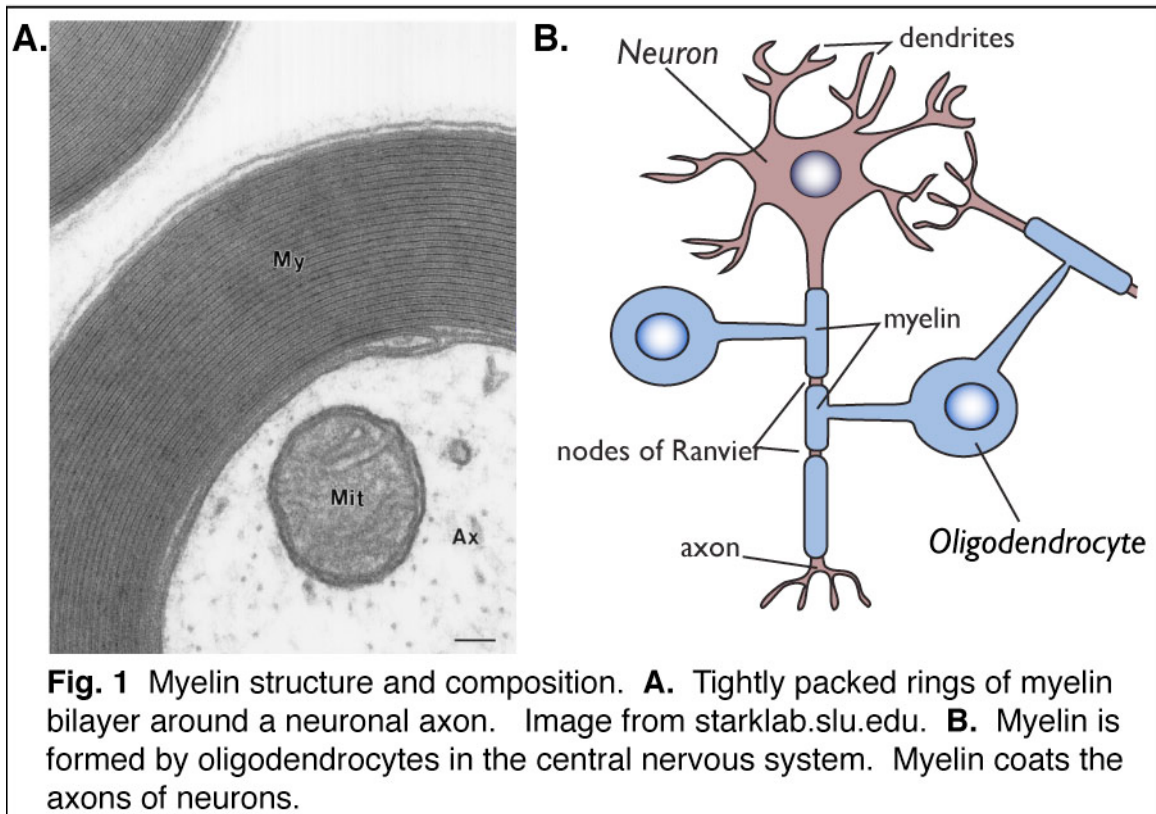 A.
My
Mit
Ax
B.
Neuron
dendrites
myelin
nodes of Ranvier
axon
Oligodendrocyte
Fig. 1 Myelin structure and composition. A. Tightly packed rings of myelin
bilayer around a neuronal axon. Image from starklab.slu.edu. B. Myelin is
formed by oligodendrocytes in the central nervous system. Myelin coats the
axons of neurons.